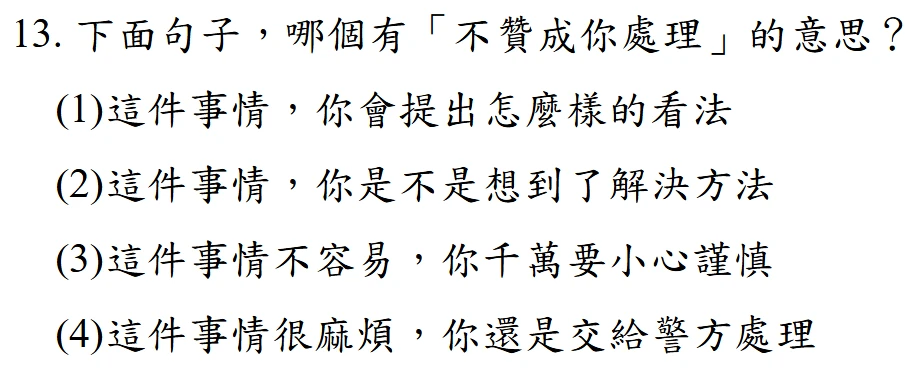 13. 下面句子，哪個有「不贊成你處理」的意思？
(1)這件事情，你會提出怎麼樣的看法
(2)這件事情，你是不是想到了解決方法
(3)這件事情不容易，你千萬要小心謹慎
(4)這件事情很麻煩，你還是交給警方處理